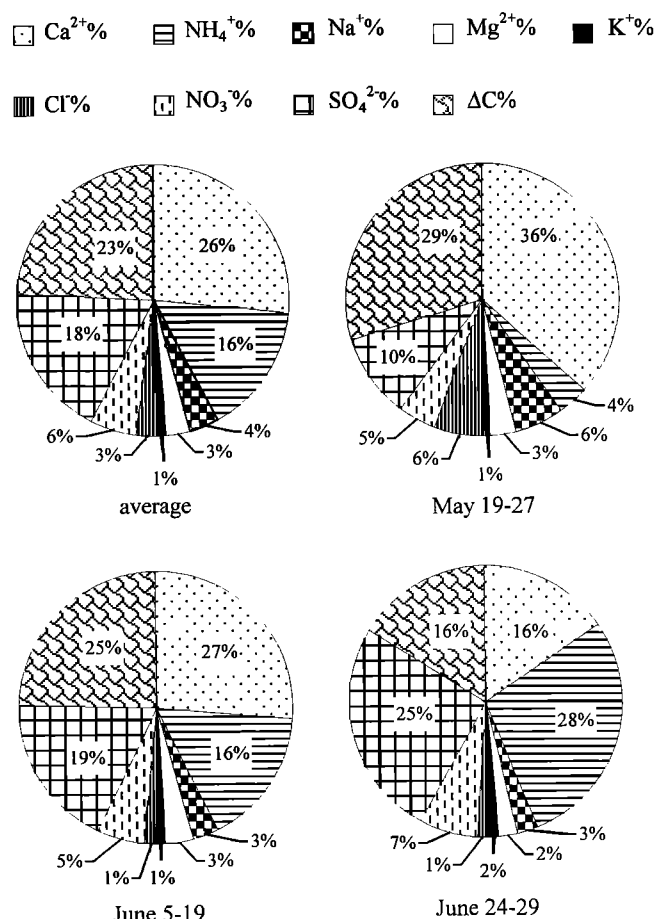 Ca²⁺% NH₄⁺% Na⁺% Mg²⁺% K⁺%
Cl⁻% NO₃⁻% SO₄²⁻% ΔC%
23% 26%
18% 16%
6% 3% 1% 3% 4%
average
29% 36%
10% 4%
5% 6% 1% 3% 6%
May 19-27
25% 27%
19% 16%
5% 1% 1% 3% 3%
June 5-19
16% 16%
25% 28%
7% 1% 2% 2% 3%
June 24-29